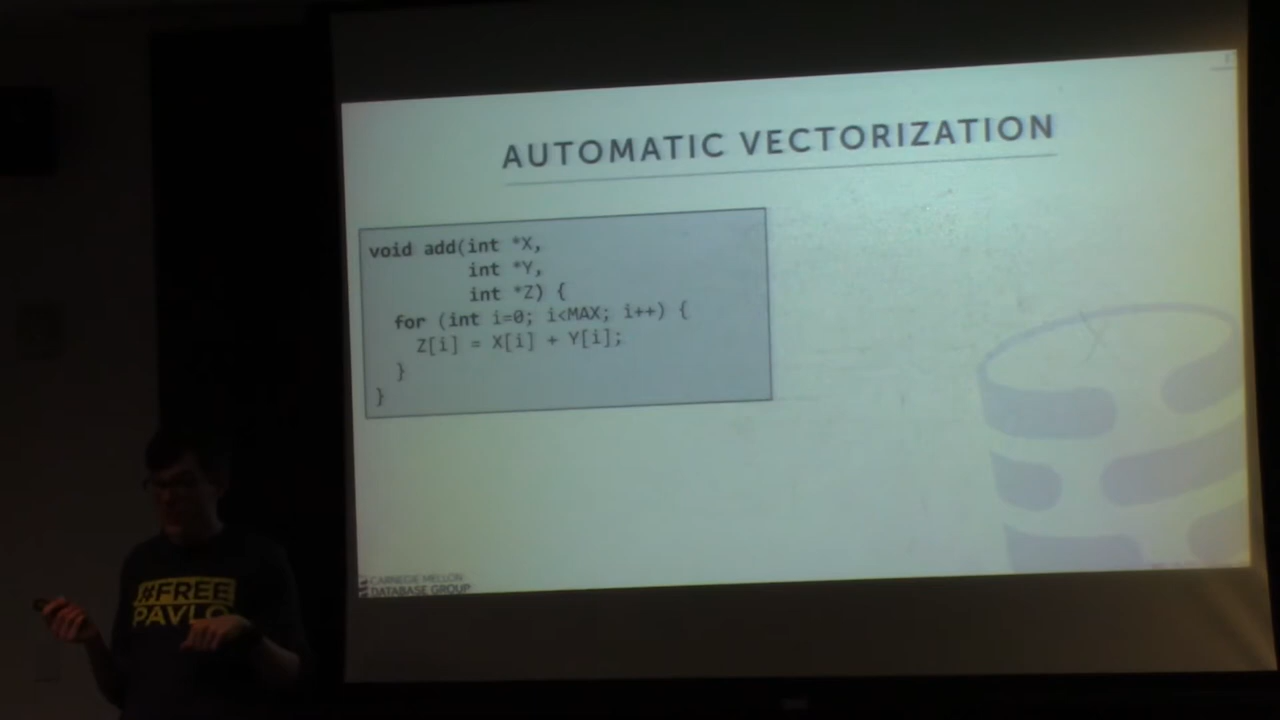 AUTOMATIC VECTORIZATION
void add(int *X,
int *Y,
int *Z) {
for (int i=0; i<MAX; i++) {
Z[i] = X[i] + Y[i];
}
}
CARNEGIE MELLON
DATABASE GROUP
#FREE
PAVLO